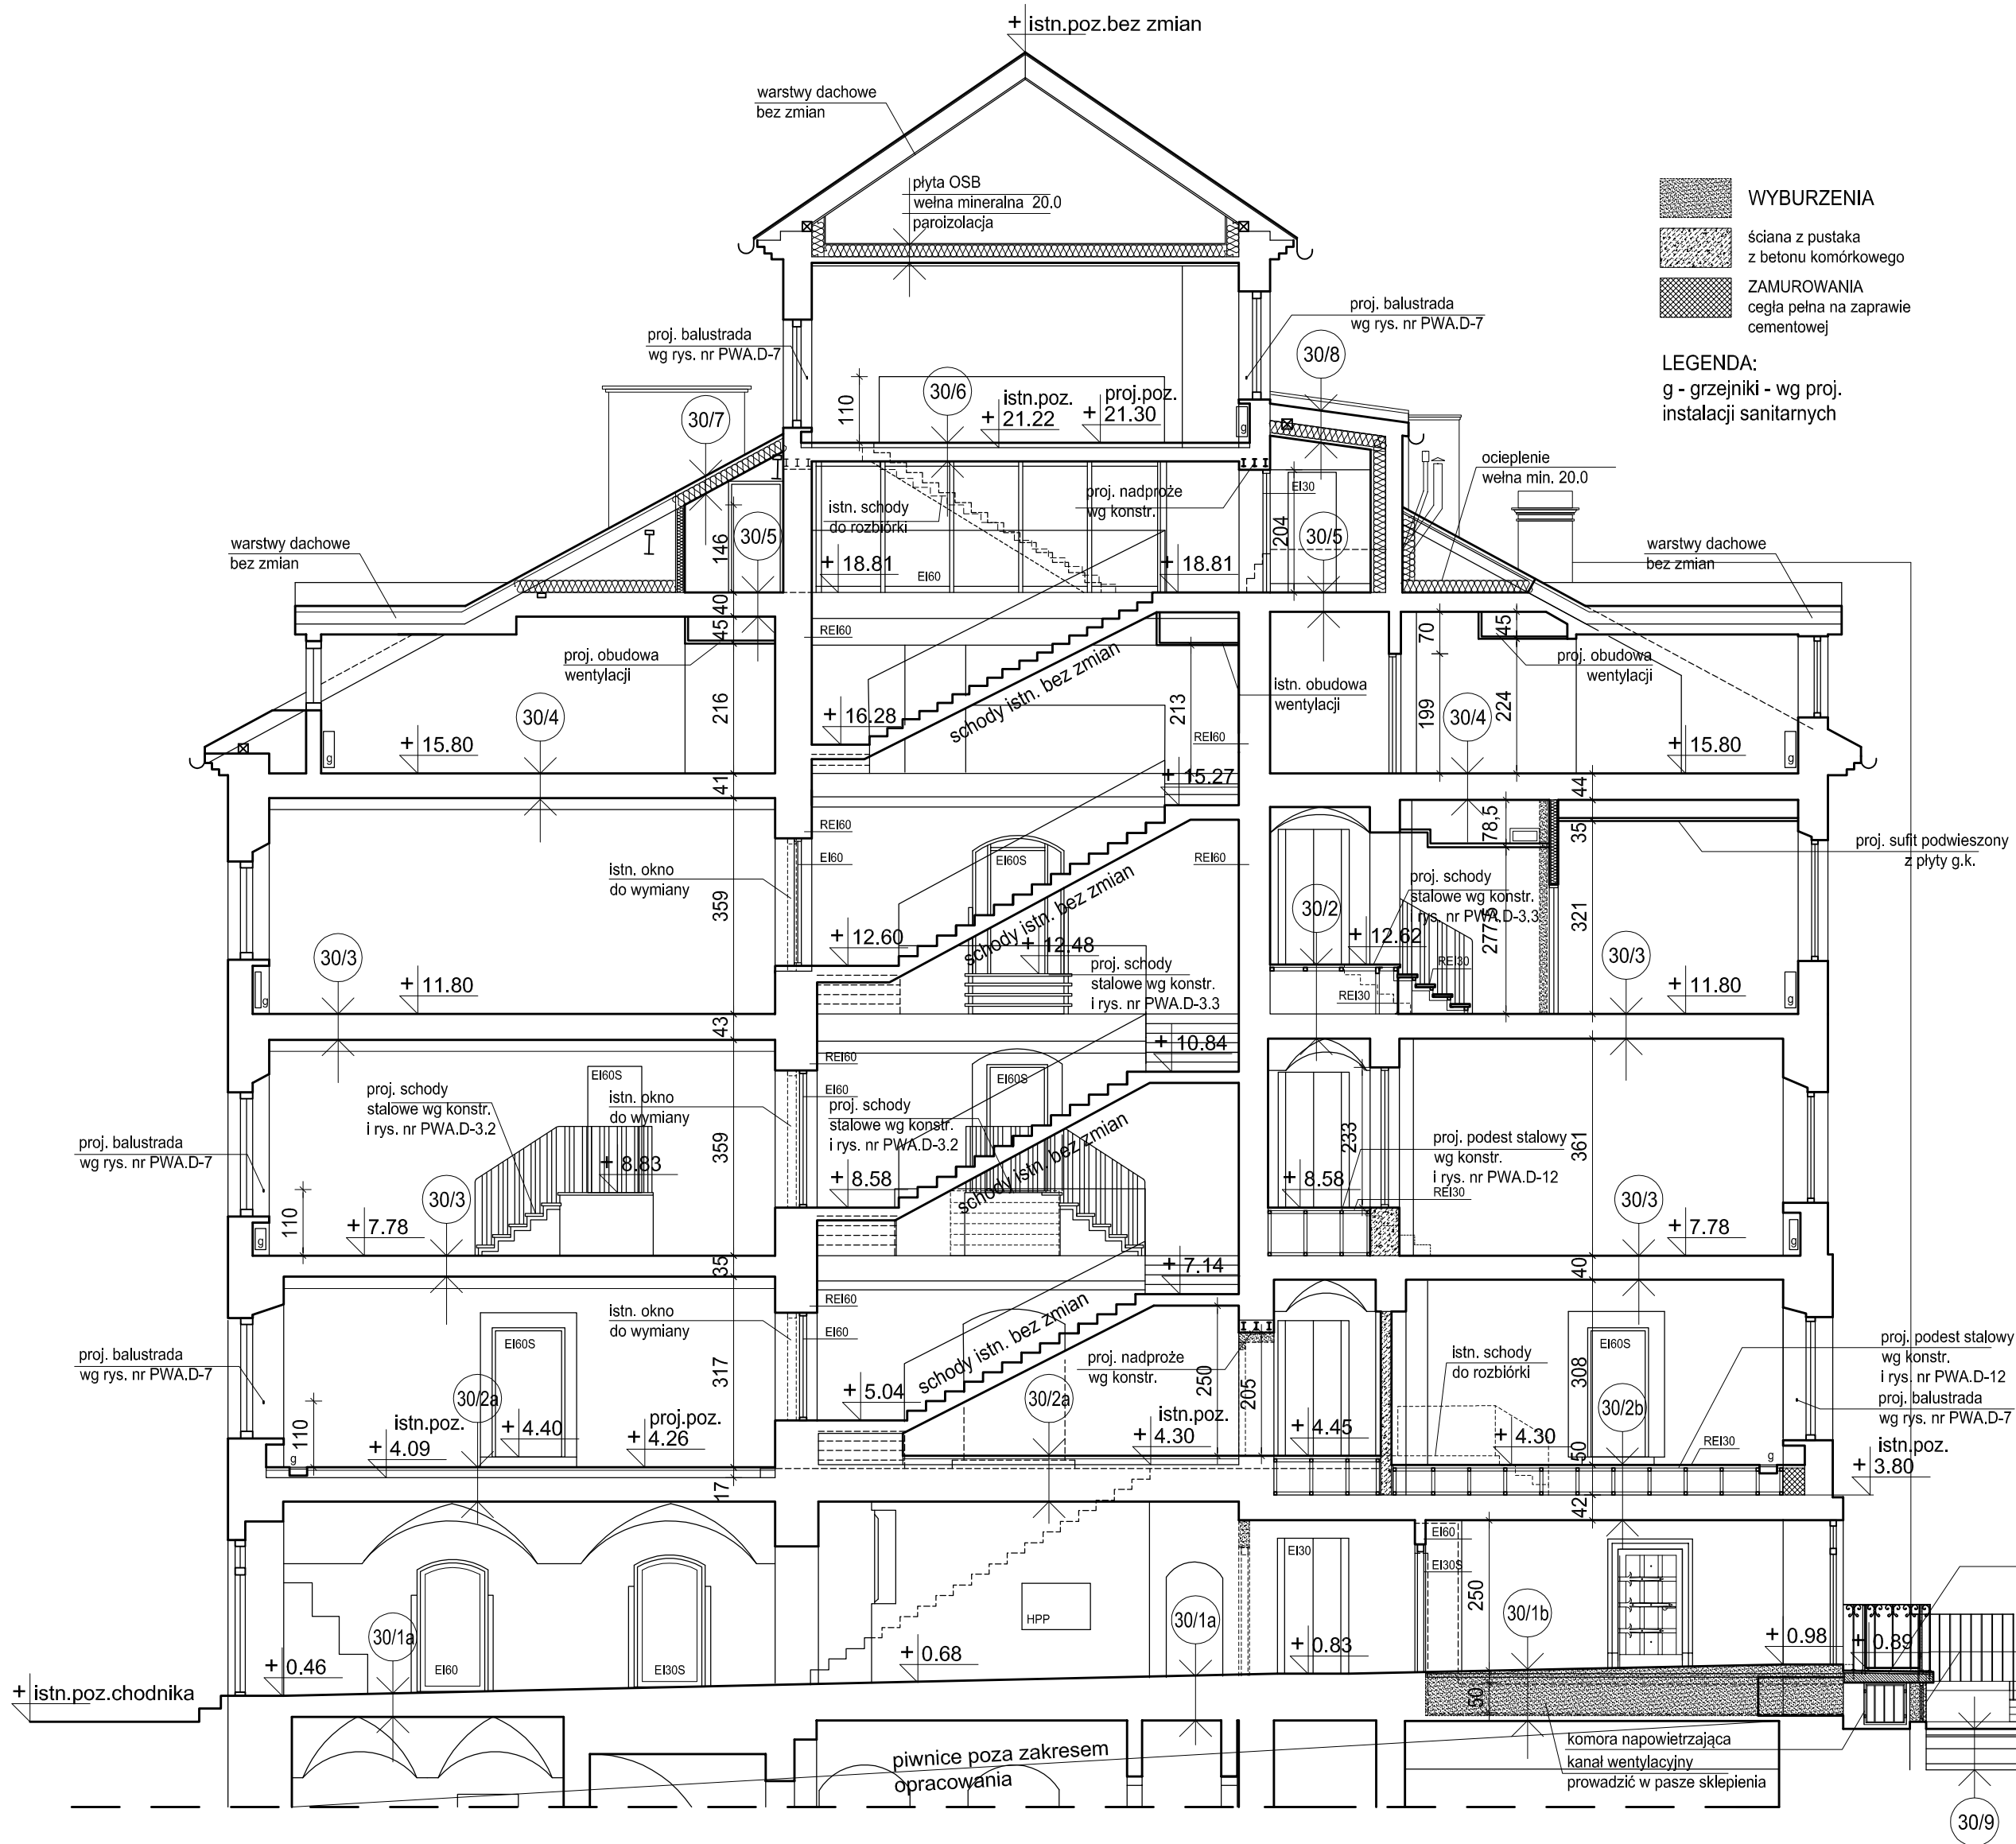 + istn.poz.bez zmian
warstwy dachowe
bez zmian
płyta OSB
wełna mineralna 20.0
paroizolacja
WYBURZENIA
ściana z pustaka
z betonu komórkowego
ZAMUROWANIA
cegła pełna na zaprawie
cementowej
LEGENDA:
g - grzejniki - wg proj.
instalacji sanitarnych
proj. balustrada
wg rys. nr PWA.D-7
proj. balustrada
wg rys. nr PWA.D-7
30/8
30/6
110
istn.poz.
+ 21.22
proj.poz.
+ 21.30
g
30/7
ocieplenie
wełna min. 20.0
istn. schody
do rozbiórki
proj. nadproże
wg konstr.
EI30
204
30/5
146
30/5
+ 18.81
EI60
+ 18.81
warstwy dachowe
bez zmian
warstwy dachowe
bez zmian
40
45
REI60
proj. obudowa
wentylacji
70
45
proj. obudowa
wentylacji
istn. obudowa
wentylacji
216
30/4
+ 16.28
schody istn. bez zmian
213
REI60
199
30/4
224
g
+ 15.80
+ 15.80
g
41
+ 15.27
44
REI60
EI60
EI60S
REI60
78,5
35
proj. sufit podwieszony
z płyty g.k.
istn. okno
do wymiany
359
schody istn. bez zmian
30/2
proj. schody
stalowe wg konstr.
i rys. nr PWA.D-3.3
277,5
321
+ 12.60
+ 12.48
+ 12.62
REI30
REI30
30/3
30/3
proj. schody
stalowe wg konstr.
i rys. nr PWA.D-3.3
g
+ 11.80
+ 11.80
g
43
+ 10.84
REI60
EI60
EI60S
EI60S
proj. schody
stalowe wg konstr.
i rys. nr PWA.D-3.2
istn. okno
do wymiany
proj. schody
stalowe wg konstr.
i rys. nr PWA.D-3.2
schody istn. bez zmian
233
proj. podest stalowy
wg konstr.
i rys. nr PWA.D-12
REI30
361
proj. balustrada
wg rys. nr PWA.D-7
359
+ 8.83
+ 8.58
+ 8.58
30/3
30/3
110
g
+ 7.78
+ 7.78
g
35
+ 7.14
40
REI60
EI60
EI60S
istn. okno
do wymiany
schody istn. bez zmian
proj. nadproże
wg konstr.
250
205
istn. schody
do rozbiórki
308
EI60S
proj. podest stalowy
wg konstr.
i rys. nr PWA.D-12
proj. balustrada
wg rys. nr PWA.D-7
proj. balustrada
wg rys. nr PWA.D-7
317
30/2a
+ 5.04
30/2a
30/2b
110
g
istn.poz.
+ 4.09
+ 4.40
proj.poz.
+ 4.26
istn.poz.
+ 4.30
+ 4.45
+ 4.30
50
REI30
g
istn.poz.
+ 3.80
17
42
EI60
EI30S
EI30
250
HPP
30/1a
30/1a
30/1b
EI60
EI30S
+ 0.46
+ 0.68
+ 0.83
+ 0.98
+ 0.89
+ istn.poz.chodnika
50
piwnice poza zakresem
opracowania
komora napowietrzająca
kanał wentylacyjny
prowadzić w pasze sklepienia
30/9